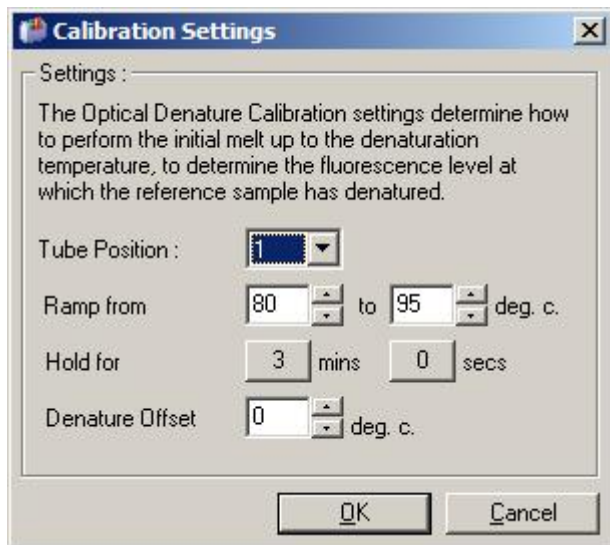 Calibration Settings
Settings :
The Optical Denature Calibration settings determine how
to perform the initial melt up to the denaturation
temperature, to determine the fluorescence level at
which the reference sample has denatured.
Tube Position : 1
Ramp from 80 to 95 deg. c.
Hold for 3 mins 0 secs
Denature Offset 0 deg. c.
OK Cancel